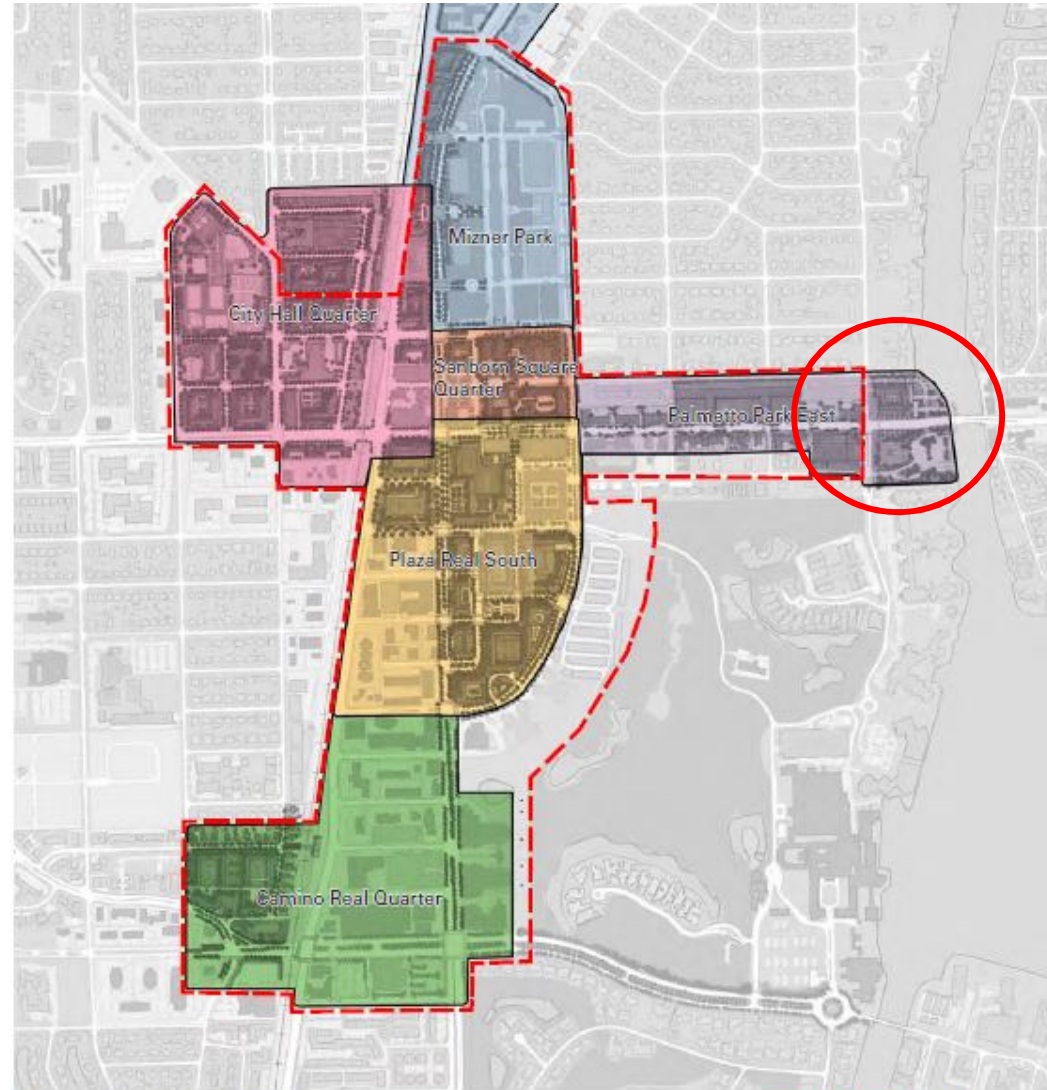 Mizner Park
City Hall Quarter
Sanborn Square
Quarter
Palmetto Park East
Plaza Real South
Camino Real Quarter